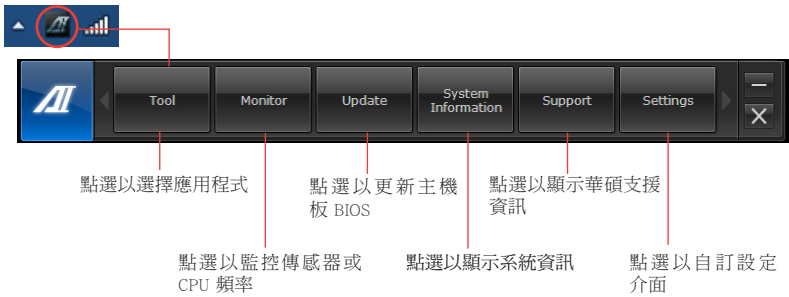 Tool
Monitor
Update
System
Information
Support
Settings
點選以選擇應用程式
點選以更新主機
板 BIOS
點選以顯示華碩支援
資訊
點選以監控傳感器或
CPU 頻率
點選以顯示系統資訊
點選以自訂設定
介面